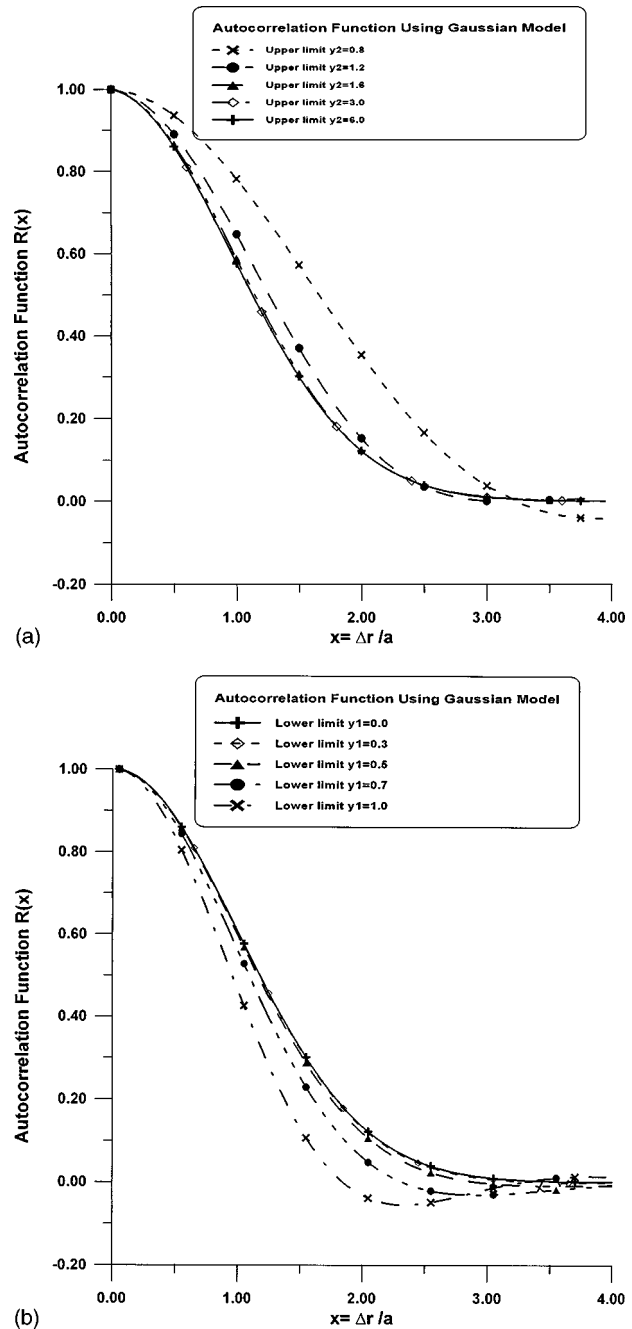 Autocorrelation Function Using Gaussian Model
Upper limit y2=0.8
Upper limit y2=1.2
Upper limit y2=1.6
Upper limit y2=3.0
Upper limit y2=6.0
1.00
0.80
0.60
0.40
0.20
0.00
-0.20
Autocorrelation Function R(x)
0.00 1.00 2.00 3.00 4.00
x= Δr /a
(a)
Autocorrelation Function Using Gaussian Model
Lower limit y1=0.0
Lower limit y1=0.3
Lower limit y1=0.5
Lower limit y1=0.7
Lower limit y1=1.0
1.00
0.80
0.60
0.40
0.20
0.00
-0.20
Autocorrelation Function R(x)
0.00 1.00 2.00 3.00 4.00
x= Δr /a
(b)